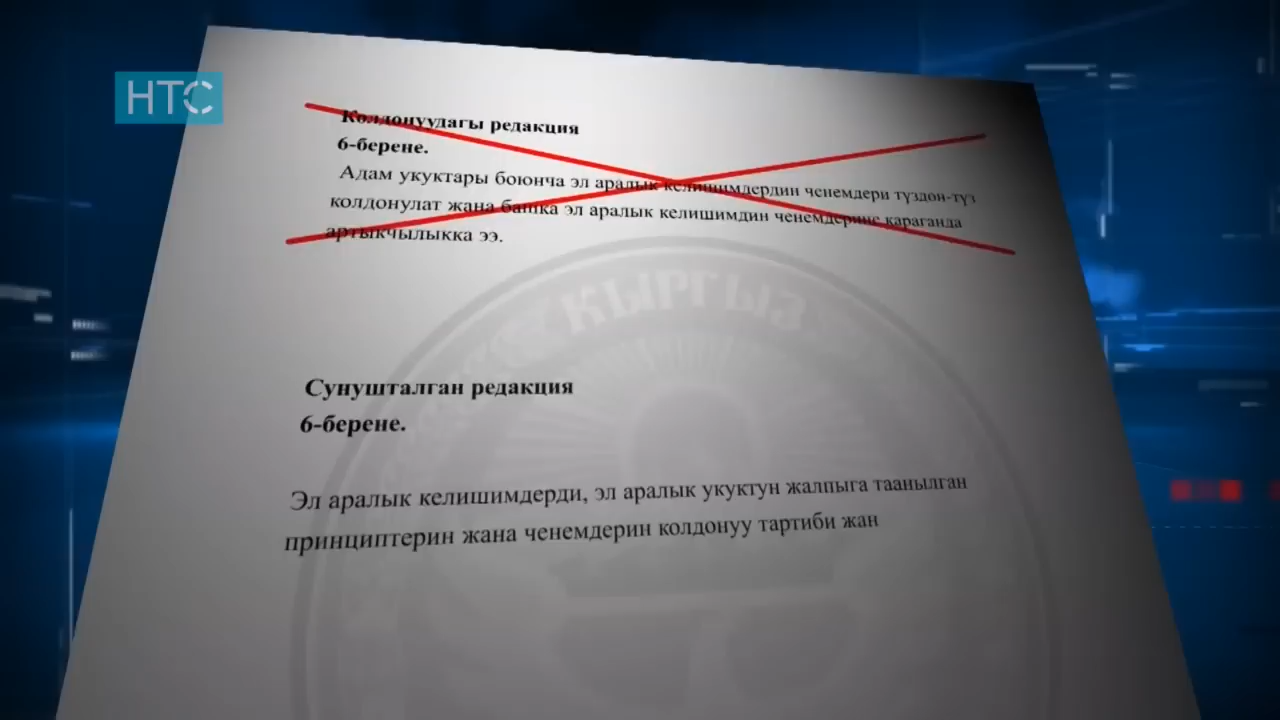 НТС
Колдонуудагы редакция
6-берене.
Адам укуктары боюнча эл аралык келишимдердин ченемдери түздөн-түз
колдонулат жана башка эл аралык келишимдин ченемдерине караганда
артыкчылыкка ээ.
КЫРГЫЗ
Сунушталган редакция
6-берене.
Эл аралык келишимдерди, эл аралык укуктун жалпыга таанылган
принциптерин жана ченемдерин колдонуу тартиби жан